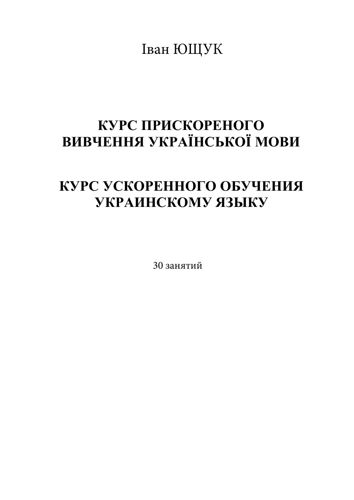 Іван ЮЩУК
КУРС ПРИСКОРЕНОГО
ВИВЧЕННЯ УКРАЇНСЬКОЇ МОВИ
КУРС УСКОРЕННОГО ОБУЧЕНИЯ
УКРАИНСКОМУ ЯЗЫКУ
30 занятий